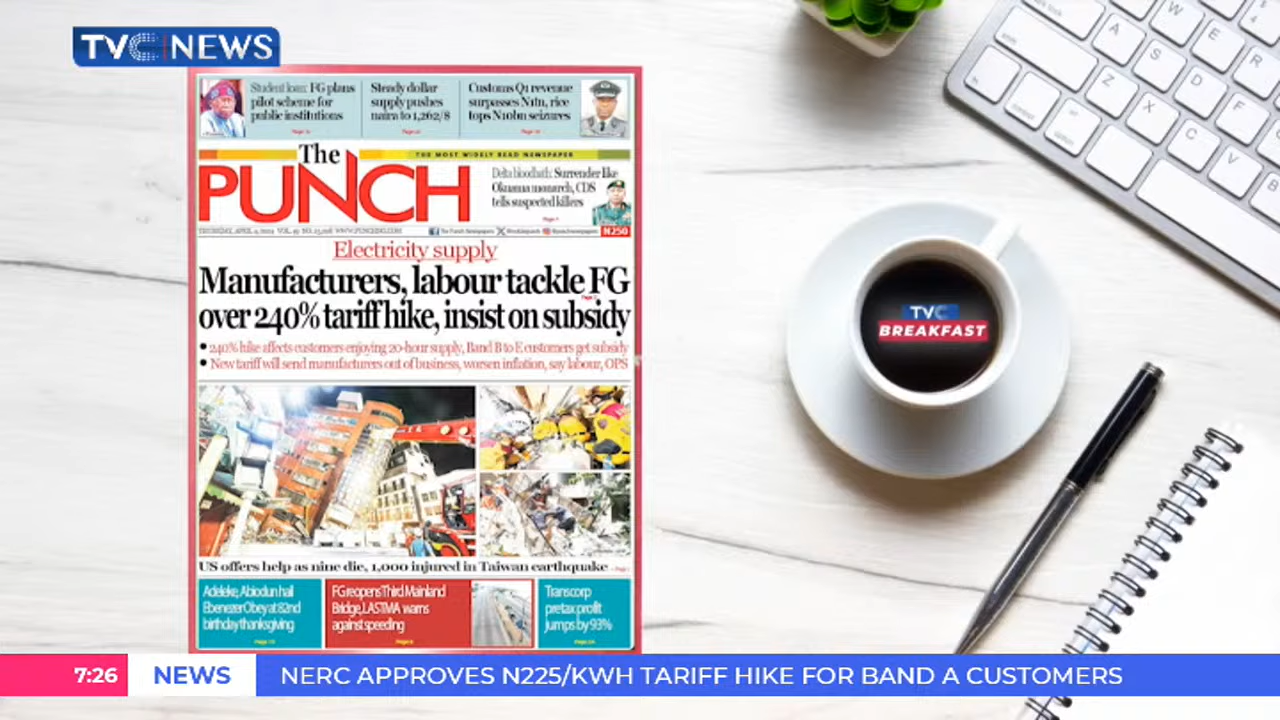 TVC NEWS
Student loan: FG plans
pilot scheme for
public institutions
Steady dollar
supply pushes
naira to 1,262/$
Customs Q1 revenue
surpasses N1tn, rice
tops N10bn seizures
The
PUNCH
THE MOST WIDELY READ NEWSPAPER
Delta bloodbath: Surrender like
Okuama monarch, CDS
tells suspected killers
THURSDAY, APRIL 4, 2024
N250
Electricity supply
Manufacturers, labour tackle FG
over 240% tariff hike, insist on subsidy
• 240% hike affects customers enjoying 20-hour supply, Band B to E customers get subsidy
• New tariff will send manufacturers out of business, worsen inflation, say labour, OPS
US offers help as nine die, 1,000 injured in Taiwan earthquake
Adeleke, Abiodun hail
Ebenezer Obey at 82nd
birthday thanksgiving
FG reopens Third Mainland
Bridge, LASTMA warns
against speeding
Transcorp
pretax profit
jumps by 93%
TVC
BREAKFAST
shift
control
option
A
S
Z
X
W
E
D
C
R
F
V
B
7:26
NEWS
NERC APPROVES N225/KWH TARIFF HIKE FOR BAND A CUSTOMERS